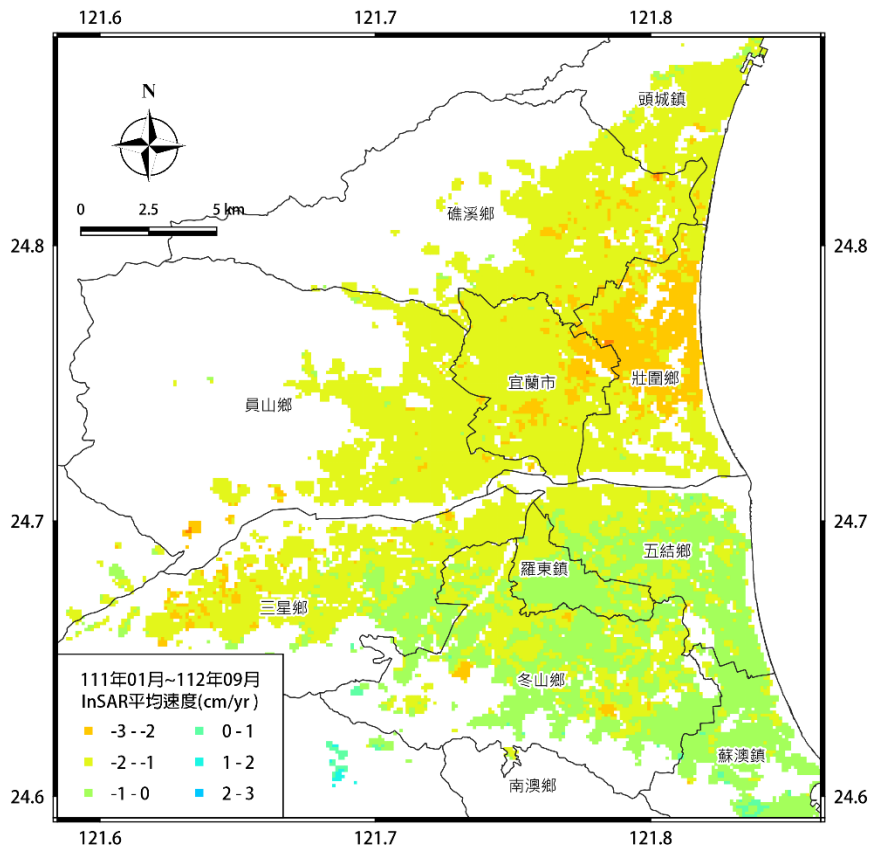 121.6 121.7 121.8
N
0 2.5 5 km
頭城鎮
礁溪鄉
24.8 24.8
宜蘭市
壯圍鄉
員山鄉
24.7 24.7
五結鄉
羅東鎮
三星鄉
冬山鄉
蘇澳鎮
南澳鄉
111年01月~112年09月
InSAR平均速度(cm/yr)
-3 - -2 0 - 1
-2 - -1 1 - 2
-1 - 0 2 - 3
24.6 24.6
121.6 121.7 121.8